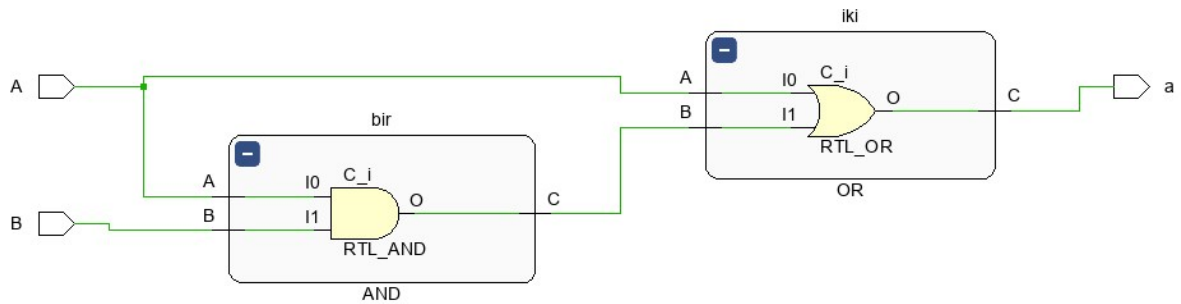 iki
A
A
I0
C_i
O
C
a
B
I1
RTL_OR
OR
bir
A
I0
C_i
O
C
B
B
I1
RTL_AND
AND